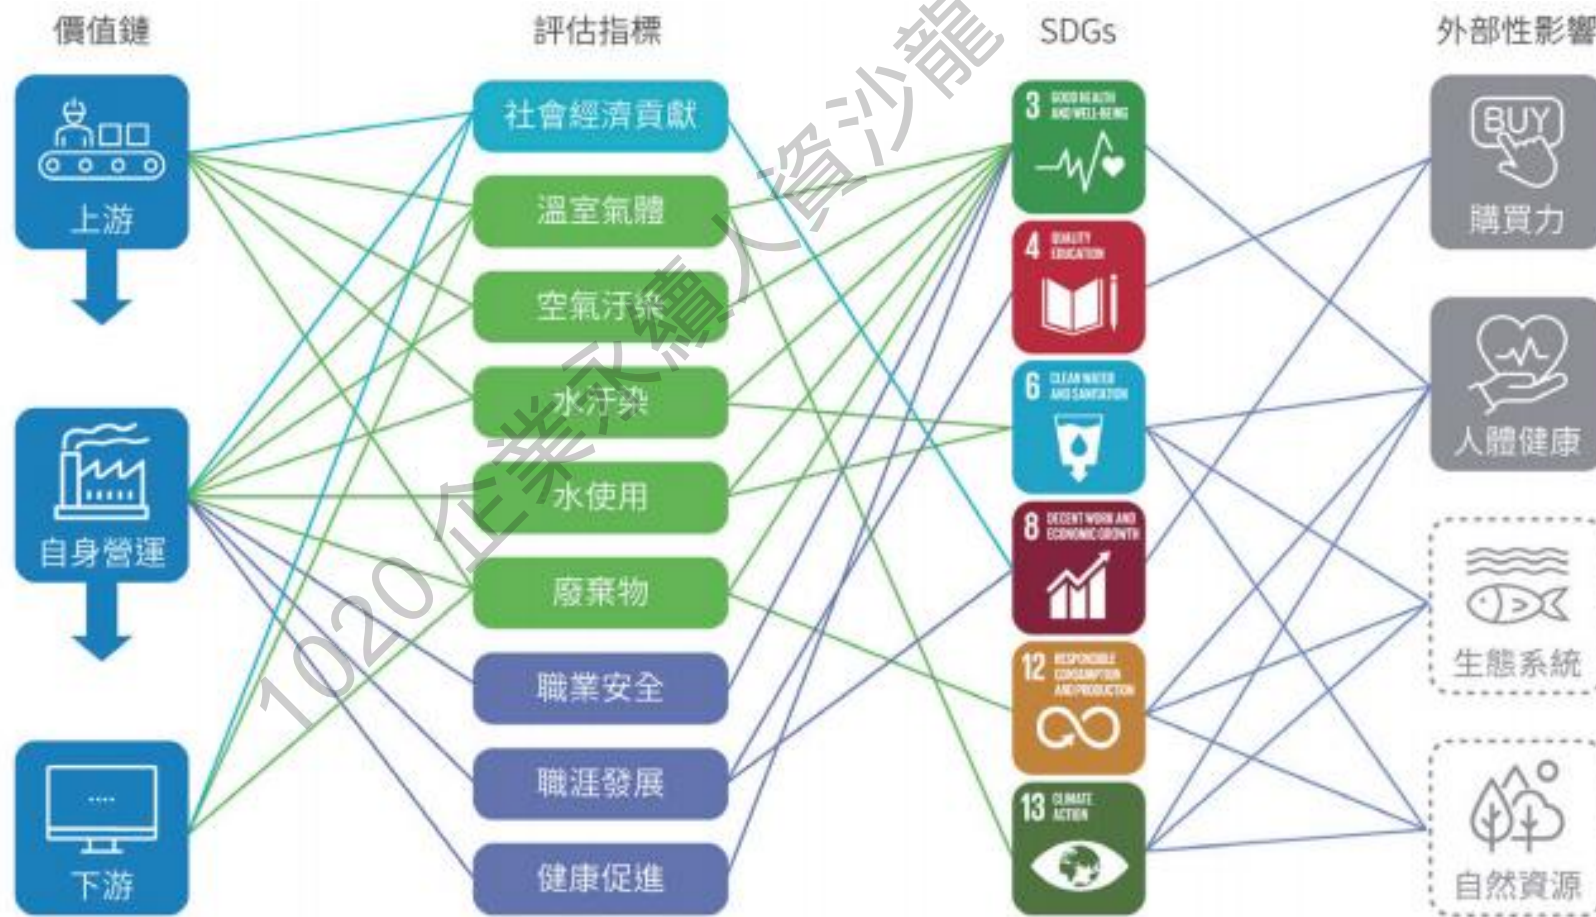 價值鏈
評估指標
SDGs
外部性影響
上游
自身營運
下游
社會經濟貢獻
溫室氣體
空氣汙染
水汙染
水使用
廢棄物
職業安全
職涯發展
健康促進
3 GOOD HEALTH
AND WELL-BEING
4 QUALITY
EDUCATION
6 CLEAN WATER
AND SANITATION
8 DECENT WORK AND
ECONOMIC GROWTH
12 RESPONSIBLE
CONSUMPTION
AND PRODUCTION
13 CLIMATE
ACTION
BUY
購買力
人體健康
生態系統
自然資源
1020 企業永續人資沙龍